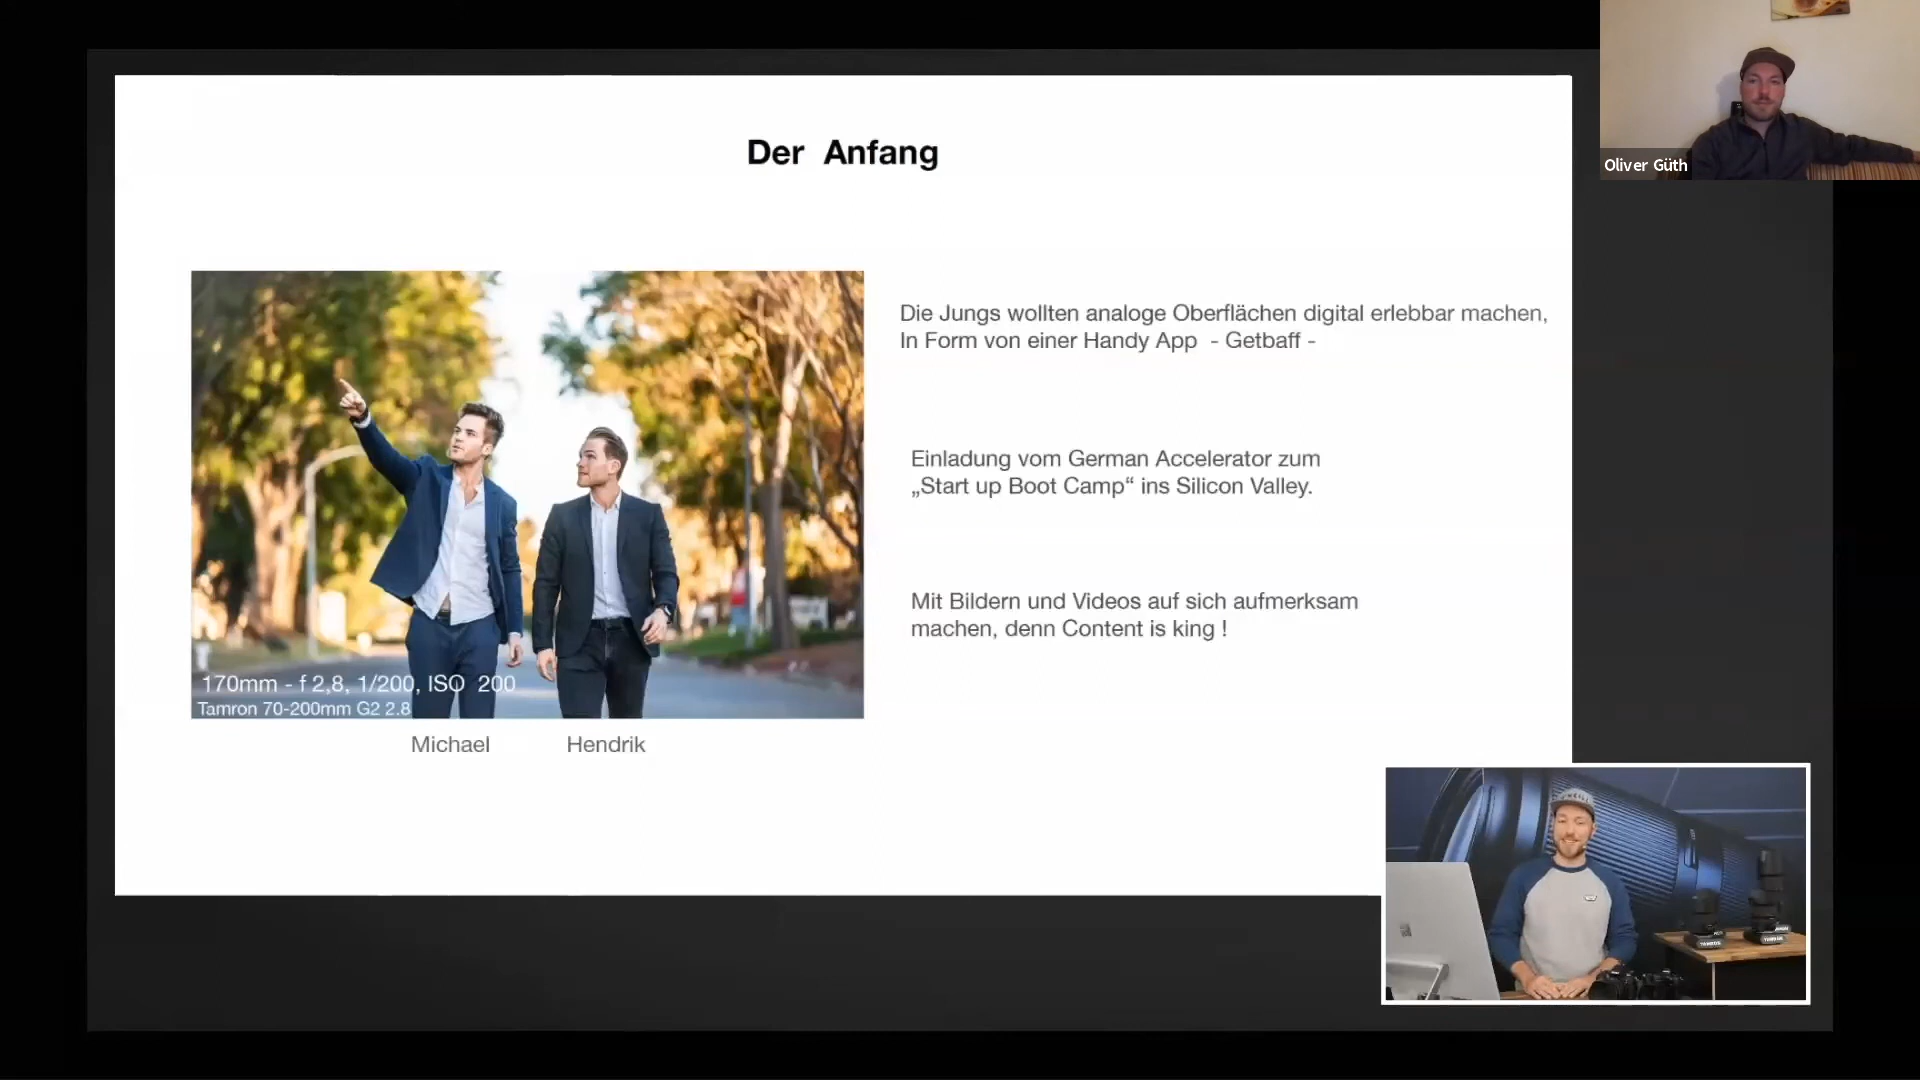 Der Anfang
Die Jungs wollten analoge Oberflächen digital erlebbar machen,
In Form von einer Handy App - Getbaff -
Einladung vom German Accelerator zum
„Start up Boot Camp“ ins Silicon Valley.
Mit Bildern und Videos auf sich aufmerksam
machen, denn Content is king !
170mm - f 2,8, 1/200, ISO 200
Tamron 70-200mm G2 2.8
Michael
Hendrik
Oliver Güth